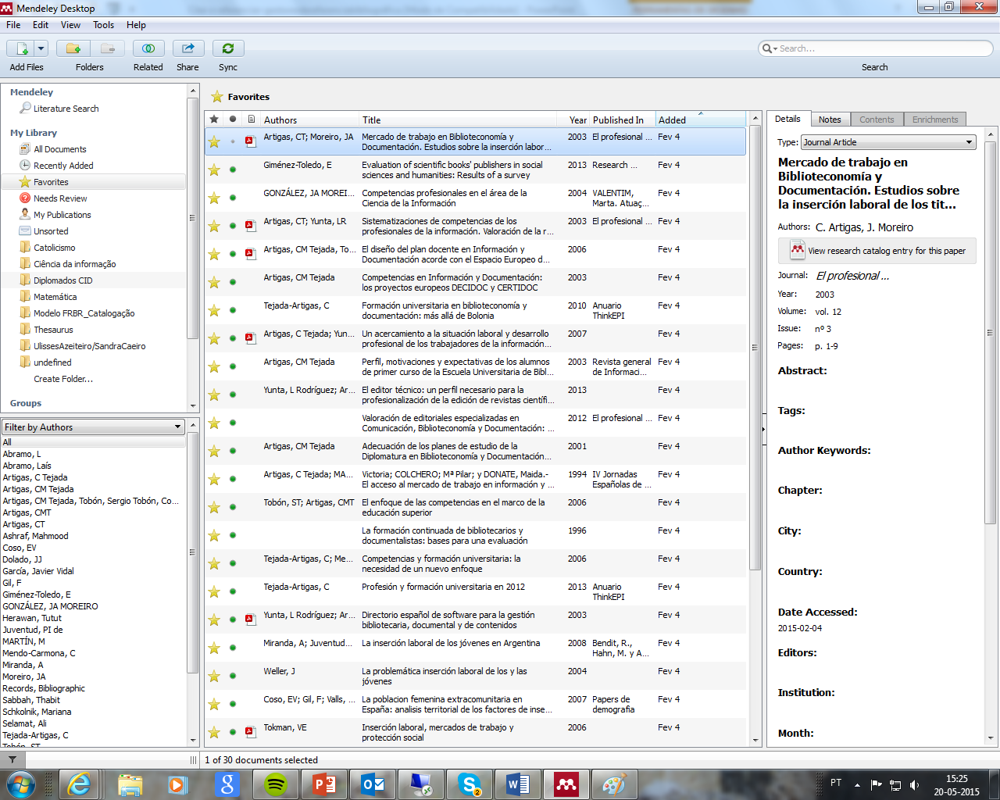 Mendeley Desktop
File Edit View Tools Help
Add Files Folders Related Share Sync Search... Search
Mendeley
Literature Search
My Library
All Documents
Recently Added
Favorites
Needs Review
My Publications
Unsorted
Catolicismo
Ciência da informação
Diplomados CID
Matemática
Modelo FRBR_Catalogação
Thesaurus
UlissesAzeiteiro/SandraCaeiro
undefined
Create Folder...
Groups
Filter by Authors
All
Abramo, L
Abramo, Laís
Artigas, C Tejada
Artigas, CM Tejada
Artigas, CM Tejada, Tobón, Sergio Tobón, Co...
Artigas, CMT
Artigas, CT
Ashraf, Mahmood
Coso, EV
Dolado, JJ
García, Javier Vidal
Gil, F
Giménez-Toledo, E
GONZÁLEZ, JA MOREIRO
Herawan, Tutut
Juventud, PI de
MARTÍN, M
Mendo-Carmona, C
Miranda, A
Moreiro, JA
Records, Bibliographic
Sabbah, Thabit
Schkolnik, Mariana
Selamat, Ali
Tejada-Artigas, C
Tobón, ST
Favorites
Authors Title Year Published In Added
Artigas, CT; Moreiro, JA Mercado de trabajo en Biblioteconomía y 2003 El profesional ... Fev 4
Documentación. Estudios sobre la inserción labor...
Giménez-Toledo, E Evaluation of scientific books' publishers in social 2013 Research ... Fev 4
sciences and humanities: Results of a survey
GONZÁLEZ, JA MOREI... Competencias profesionales en el área de la 2004 VALENTIM, Fev 4
Ciencia de la Información Marta. Atuaç...
Artigas, CT; Yunta, LR Sistematizaciones de competencias de los 2003 El profesional ... Fev 4
profesionales de la información. Valoración de la r...
Artigas, CM Tejada, To... El diseño del plan docente en Información y 2006 Fev 4
Documentación acorde con el Espacio Europeo d...
Artigas, CM Tejada Competencias en Información y Documentación: 2003 Fev 4
los proyectos europeos DECIDOC y CERTIDOC
Tejada-Artigas, C Formación universitaria en biblioteconomía y 2010 Anuario Fev 4
documentación: más allá de Bolonia ThinkEPI
Artigas, C Tejada; Yun... Un acercamiento a la situación laboral y desarrollo 2007 Fev 4
profesional de los trabajadores de la información...
Artigas, CM Tejada Perfil, motivaciones y expectativas de los alumnos 2003 Revista general Fev 4
de primer curso de la Escuela Universitaria de Bibl... de Informaci...
Yunta, L Rodríguez; Ar... El editor técnico: un perfil necesario para la 2013 Fev 4
profesionalización de la edición de revistas científi...
Valoración de editoriales especializadas en 2012 El profesional ... Fev 4
Comunicación, Biblioteconomía y Documentación: ...
Artigas, CM Tejada Adecuación de los planes de estudio de la 2001 Fev 4
Diplomatura en Biblioteconomía y Documentación...
Artigas, C Tejada; MA... Victoria; COLCHERO; Mª Pilar; y DONATE, Maida.- 1994 IV Jornadas Fev 4
El acceso al mercado de trabajo en información y ... Españolas de ...
Tobón, ST; Artigas, CMT El enfoque de las competencias en el marco de la 2006 Fev 4
educación superior
La formación continuada de bibliotecarios y 1996 Fev 4
documentalistas: bases para una evaluación
Tejada-Artigas, C; Me... Competencias y formación universitaria: la 2006 Fev 4
necesidad de un nuevo enfoque
Tejada-Artigas, C Profesión y formación universitaria en 2012 2013 Anuario Fev 4
ThinkEPI
Yunta, L Rodríguez; Ar... Directorio español de software para la gestión 2003 Fev 4
bibliotecaria, documental y de contenidos
Miranda, A; Juventud... La inserción laboral de los jóvenes en Argentina 2008 Bendit, R., Fev 4
Hahn, M. y A...
Weller, J La problemática inserción laboral de los y las 2004 Fev 4
jóvenes
Coso, EV; Gil, F; Valls, ... La poblacion femenina extracomunitaria en 2007 Papers de Fev 4
España: analisis territorial de los factores de inse... demografia
Tokman, VE Inserción laboral, mercados de trabajo y 2006 Fev 4
protección social
Details Notes Contents Enrichments
Type: Journal Article
Mercado de trabajo en
Biblioteconomía y
Documentación. Estudios sobre
la inserción laboral de los tit...
Authors: C. Artigas, J. Moreiro
View research catalog entry for this paper
Journal: El profesional ...
Year: 2003
Volume: vol. 12
Issue: nº 3
Pages: p. 1-9
Abstract:
Tags:
Author Keywords:
Chapter:
City:
Country:
Date Accessed:
2015-02-04
Editors:
Institution:
Month:
1 of 30 documents selected
PT 15:25
20-05-2015